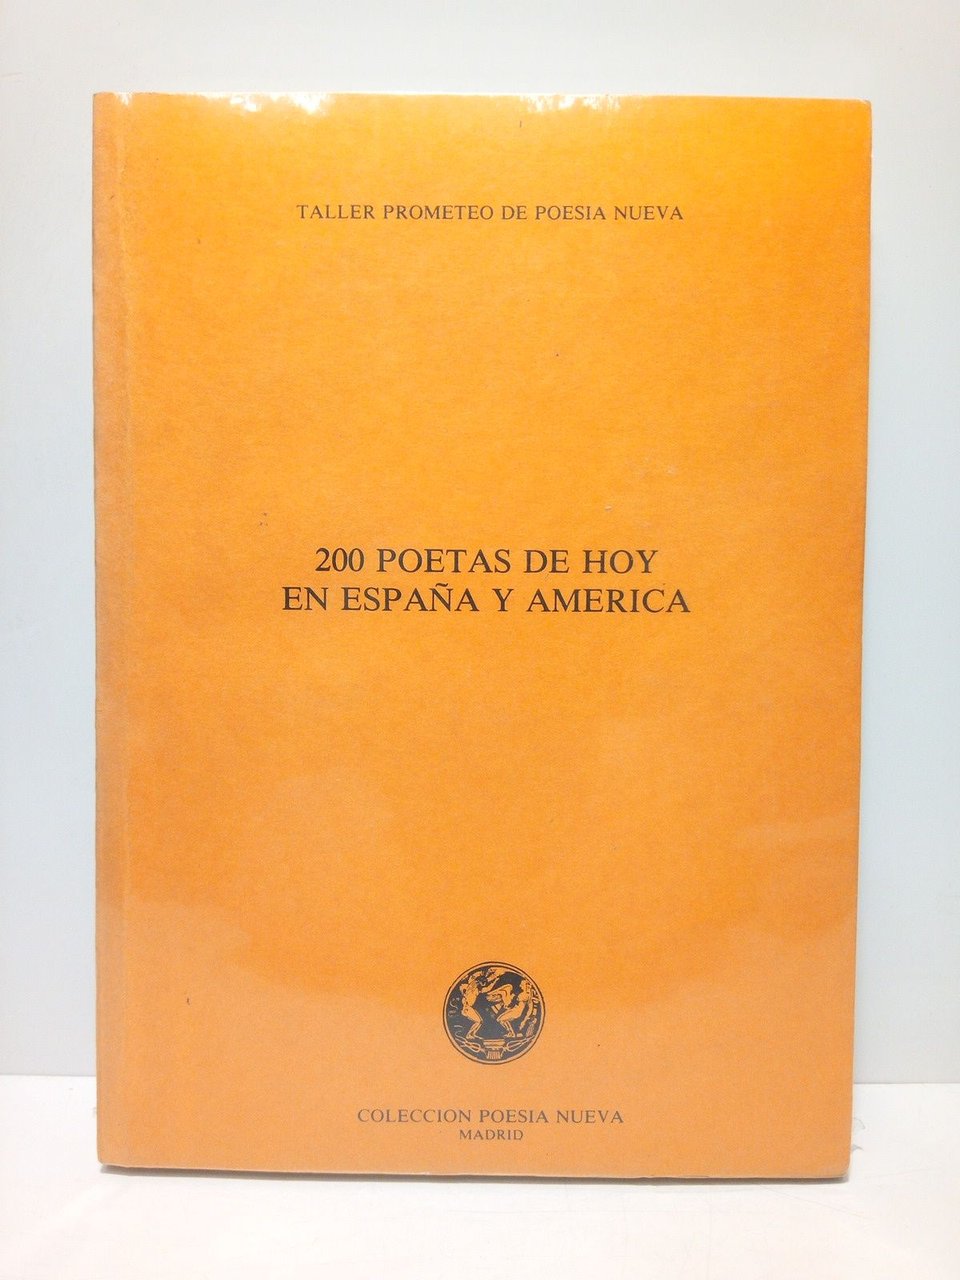 TALLER PROMETEO DE POESIA NUEVA
200 POETAS DE HOY
EN ESPAÑA Y AMERICA
COLECCION POESIA NUEVA
MADRID